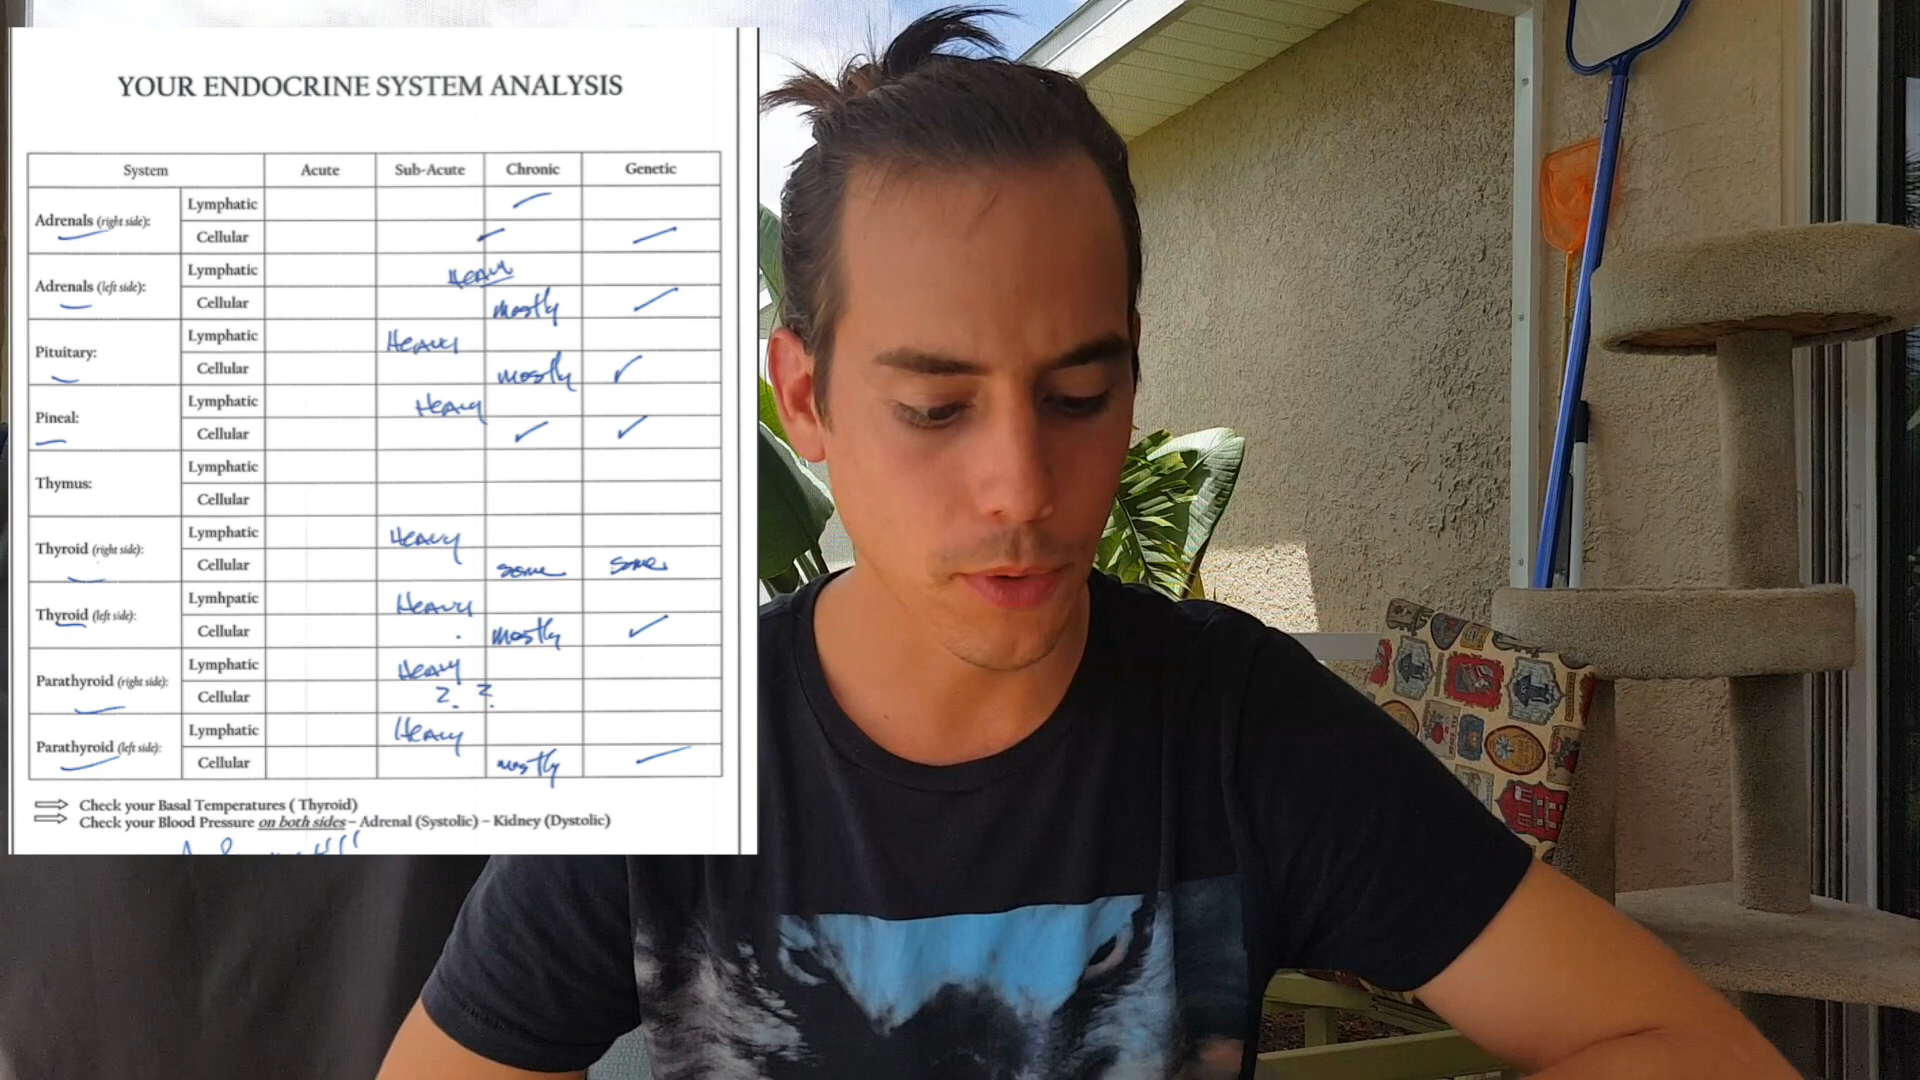 YOUR ENDOCRINE SYSTEM ANALYSIS
System Acute Sub-Acute Chronic Genetic
Adrenals (right side):
Lymphatic ✓
Cellular ✓ ✓
Adrenals (left side):
Lymphatic Heavy
Cellular mostly ✓
Pituitary:
Lymphatic Heavy
Cellular mostly ✓
Pineal:
Lymphatic Heavy
Cellular ✓ ✓
Thymus:
Lymphatic
Cellular
Thyroid (right side):
Lymphatic Heavy
Cellular some some
Thyroid (left side):
Lymhpatic Heavy
Cellular mostly ✓
Parathyroid (right side):
Lymphatic Heavy
Cellular ? ?
Parathyroid (left side):
Lymphatic Heavy
Cellular mostly ✓
⇒ Check your Basal Temperatures ( Thyroid)
⇒ Check your Blood Pressure on both sides – Adrenal (Systolic) – Kidney (Dystolic)